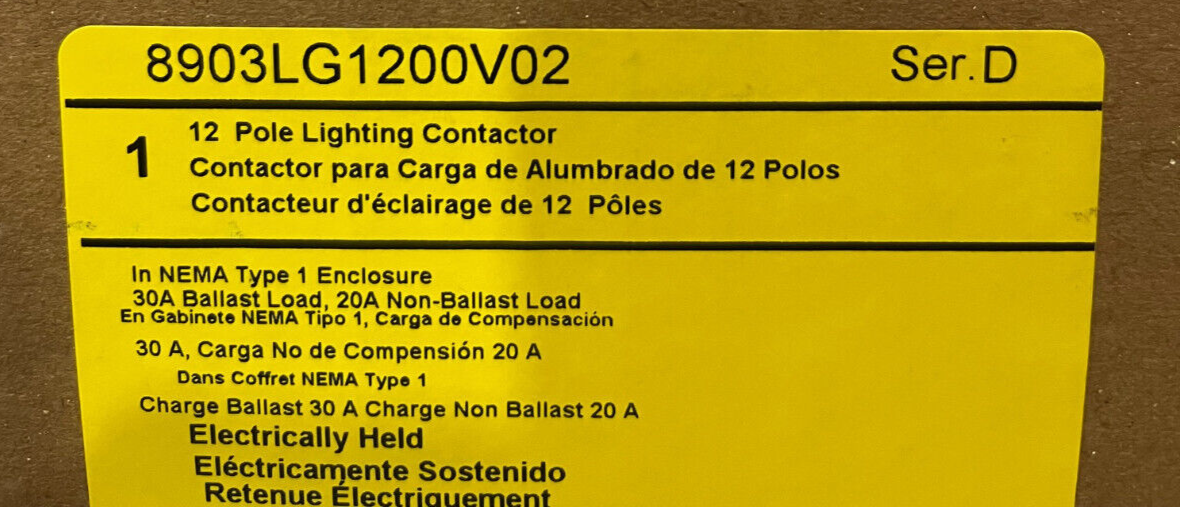 8903LG1200V02 Ser. D
1 12 Pole Lighting Contactor
Contactor para Carga de Alumbrado de 12 Polos
Contacteur d'éclairage de 12 Pôles
In NEMA Type 1 Enclosure
30A Ballast Load, 20A Non-Ballast Load
En Gabinete NEMA Tipo 1, Carga de Compensación
30 A, Carga No de Compensión 20 A
Dans Coffret NEMA Type 1
Charge Ballast 30 A Charge Non Ballast 20 A
Electrically Held
Eléctricamente Sostenido
Retenue Électriquement